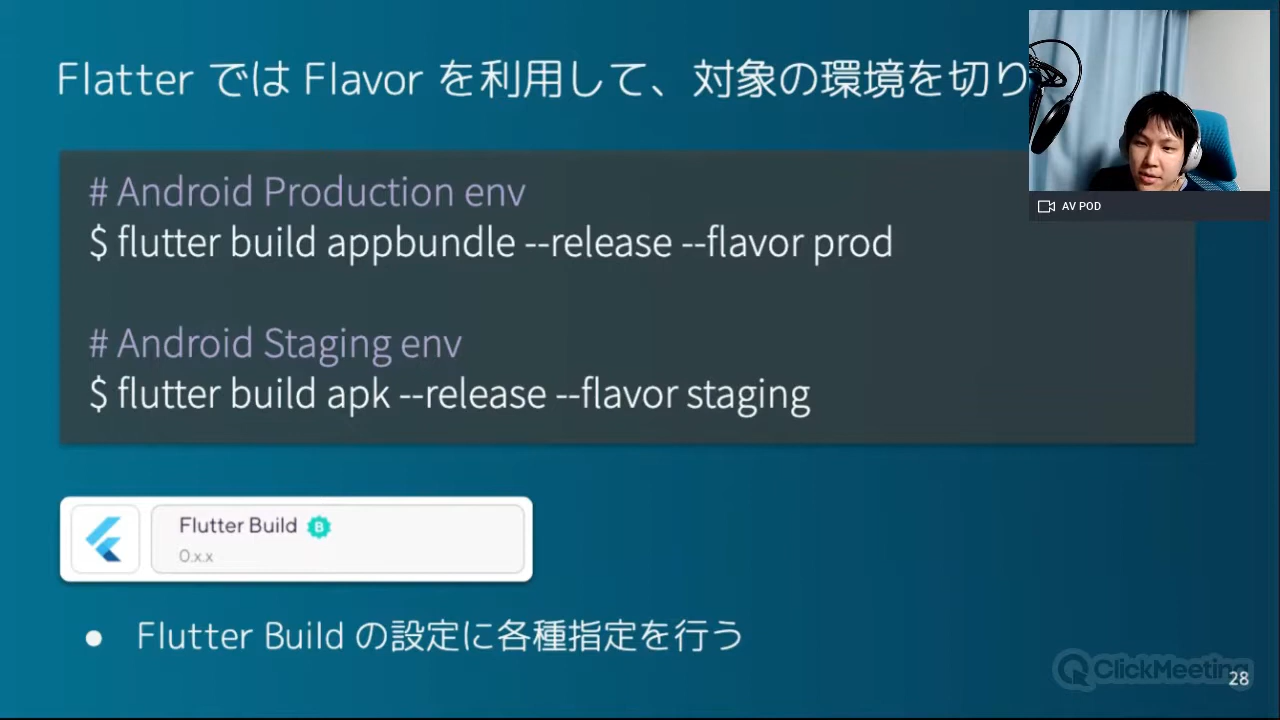 Flatter では Flavor を利用して、対象の環境を切り
# Android Production env
$ flutter build appbundle --release --flavor prod
# Android Staging env
$ flutter build apk --release --flavor staging
AV POD
Flutter Build B
0.x.x
● Flutter Build の設定に各種指定を行う
ClickMeeting
28